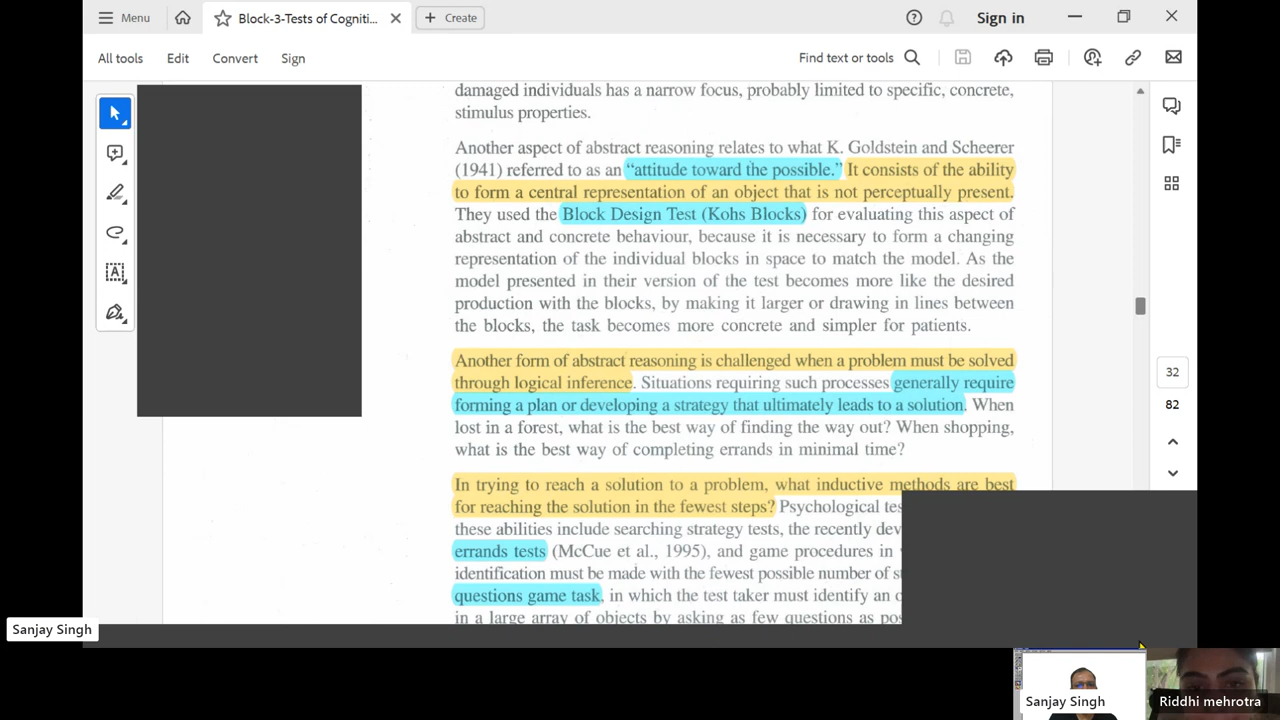 Menu
Block-3-Tests of Cogniti...
Create
Sign in
All tools
Edit
Convert
Sign
Find text or tools
damaged individuals has a narrow focus, probably limited to specific, concrete,
stimulus properties.
Another aspect of abstract reasoning relates to what K. Goldstein and Scheerer
(1941) referred to as an “attitude toward the possible.” It consists of the ability
to form a central representation of an object that is not perceptually present.
They used the Block Design Test (Kohs Blocks) for evaluating this aspect of
abstract and concrete behaviour, because it is necessary to form a changing
representation of the individual blocks in space to match the model. As the
model presented in their version of the test becomes more like the desired
production with the blocks, by making it larger or drawing in lines between
the blocks, the task becomes more concrete and simpler for patients.
Another form of abstract reasoning is challenged when a problem must be solved
through logical inference. Situations requiring such processes generally require
forming a plan or developing a strategy that ultimately leads to a solution. When
lost in a forest, what is the best way of finding the way out? When shopping,
what is the best way of completing errands in minimal time?
In trying to reach a solution to a problem, what inductive methods are best
for reaching the solution in the fewest steps? Psychological
these abilities include searching strategy tests, the recently
errands tests (McCue et al., 1995), and game procedures in
identification must be made with the fewest possible number of
questions game task, in which the test taker must identify an
in a large array of objects by asking as few questions as
32
82
Sanjay Singh
Sanjay Singh
Riddhi mehrotra